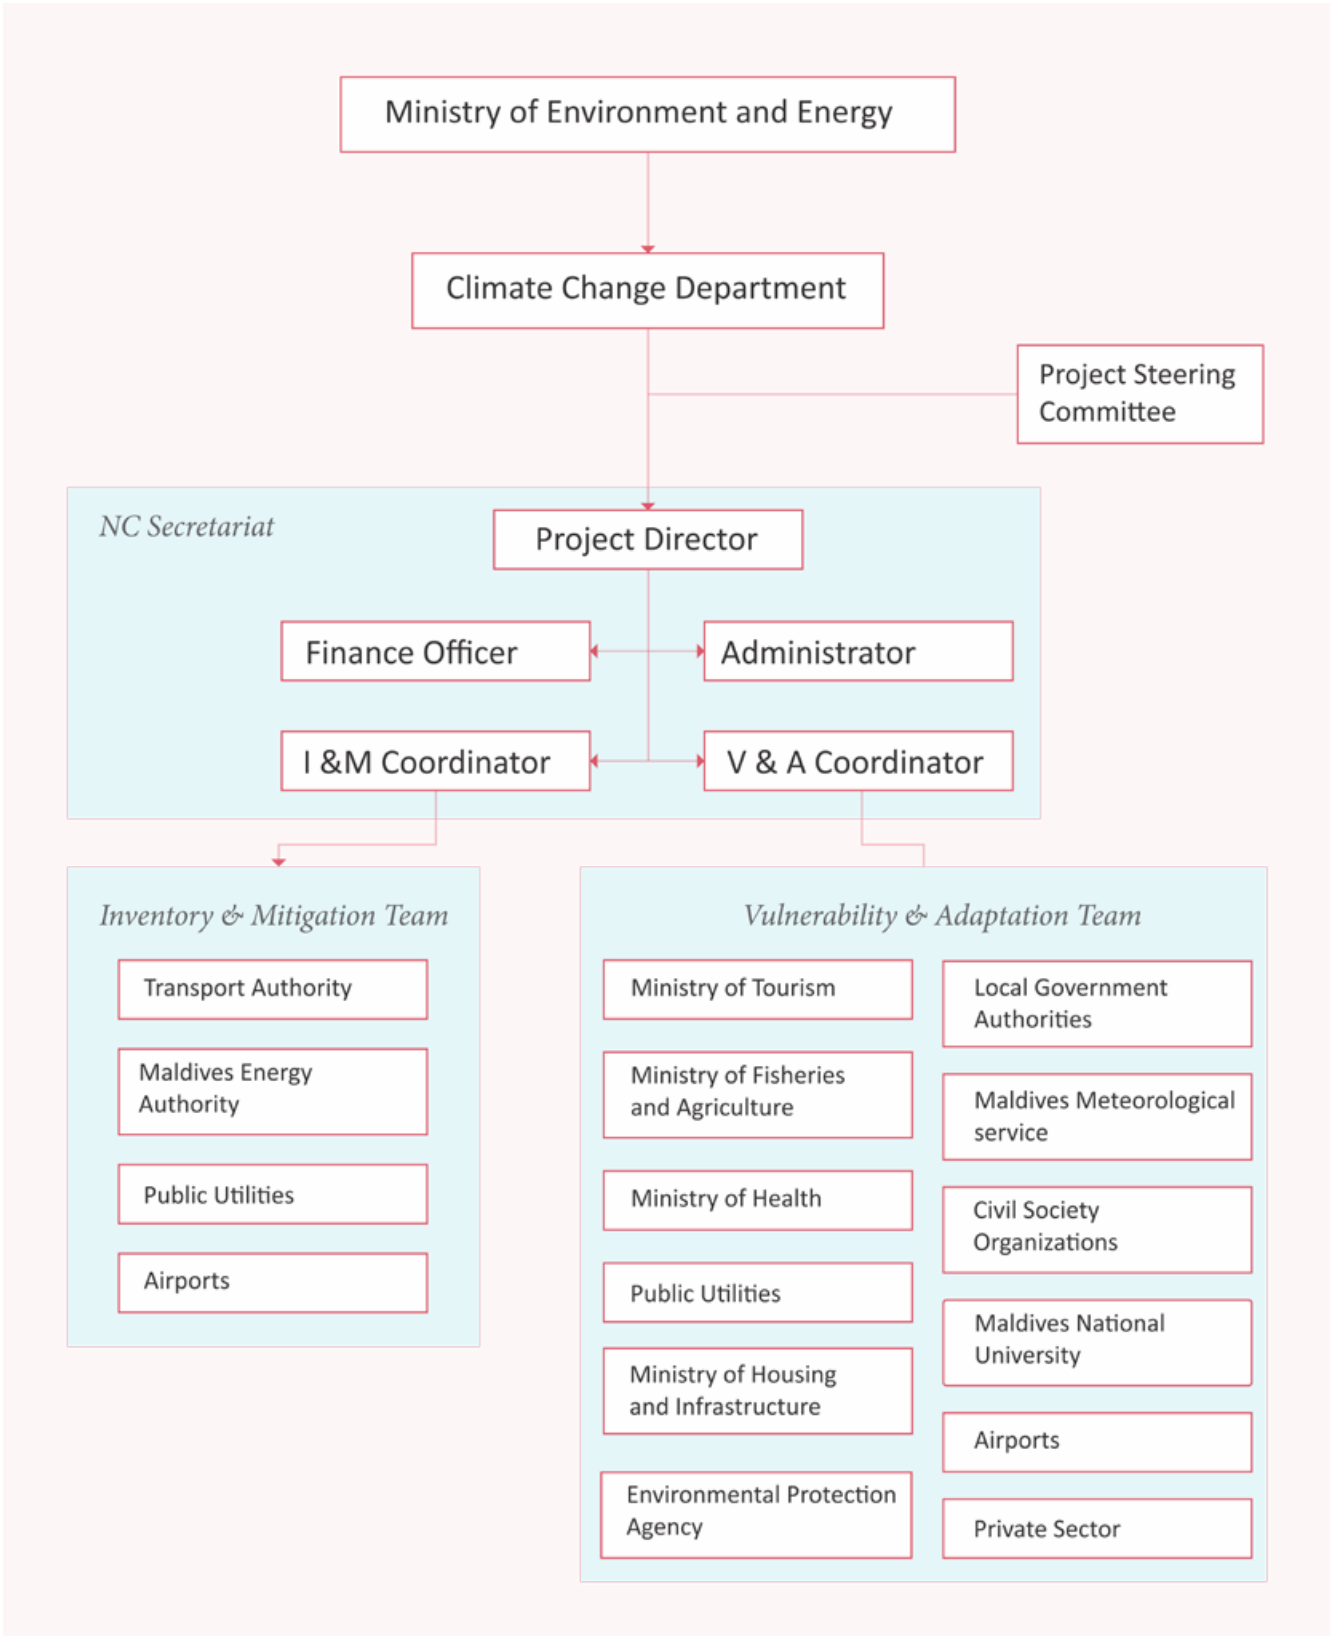 Ministry of Environment and Energy
Climate Change Department
Project Steering
Committee
NC Secretariat
Project Director
Finance Officer
Administrator
I &M Coordinator
V & A Coordinator
Inventory & Mitigation Team
Transport Authority
Maldives Energy
Authority
Public Utilities
Airports
Vulnerability & Adaptation Team
Ministry of Tourism
Ministry of Fisheries
and Agriculture
Ministry of Health
Public Utilities
Ministry of Housing
and Infrastructure
Environmental Protection
Agency
Local Government
Authorities
Maldives Meteorological
service
Civil Society
Organizations
Maldives National
University
Airports
Private Sector